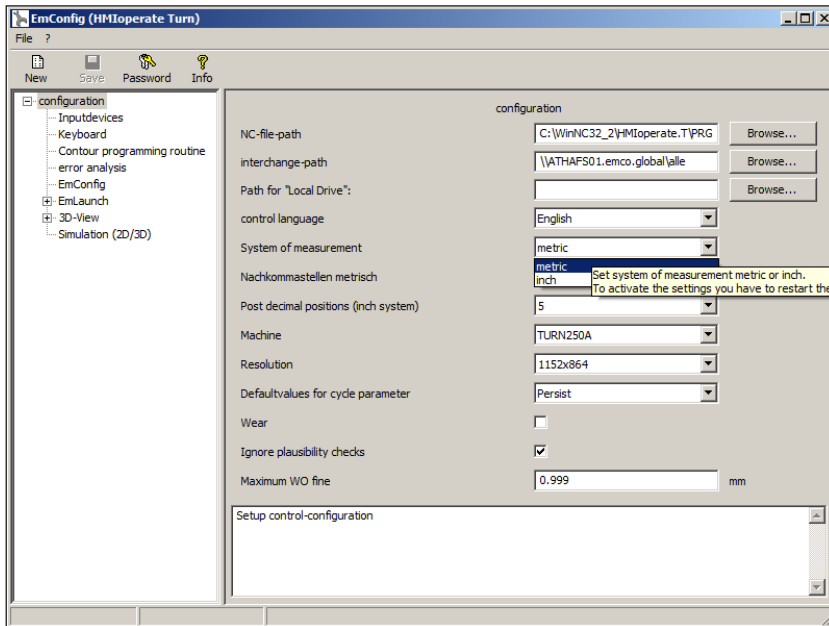 EmConfig (HMIoperate Turn)
File ?
New Save Password Info
configuration
Inputdevices
Keyboard
Contour programming routine
error analysis
EmConfig
EmLaunch
3D-View
Simulation (2D/3D)
configuration
NC-file-path C:\WinNC32_2\HMIoperate.T\PRG Browse...
interchange-path \\ATHAFS01.emco.global\alle Browse...
Path for "Local Drive": Browse...
control language English
System of measurement metric
metric
inch
Set system of measurement metric or inch.
To activate the settings you have to restart the
Nachkommastellen metrisch
Post decimal positions (inch system) 5
Machine TURN250A
Resolution 1152x864
Defaultvalues for cycle parameter Persist
Wear
Ignore plausibility checks
Maximum WO fine 0.999 mm
Setup control-configuration